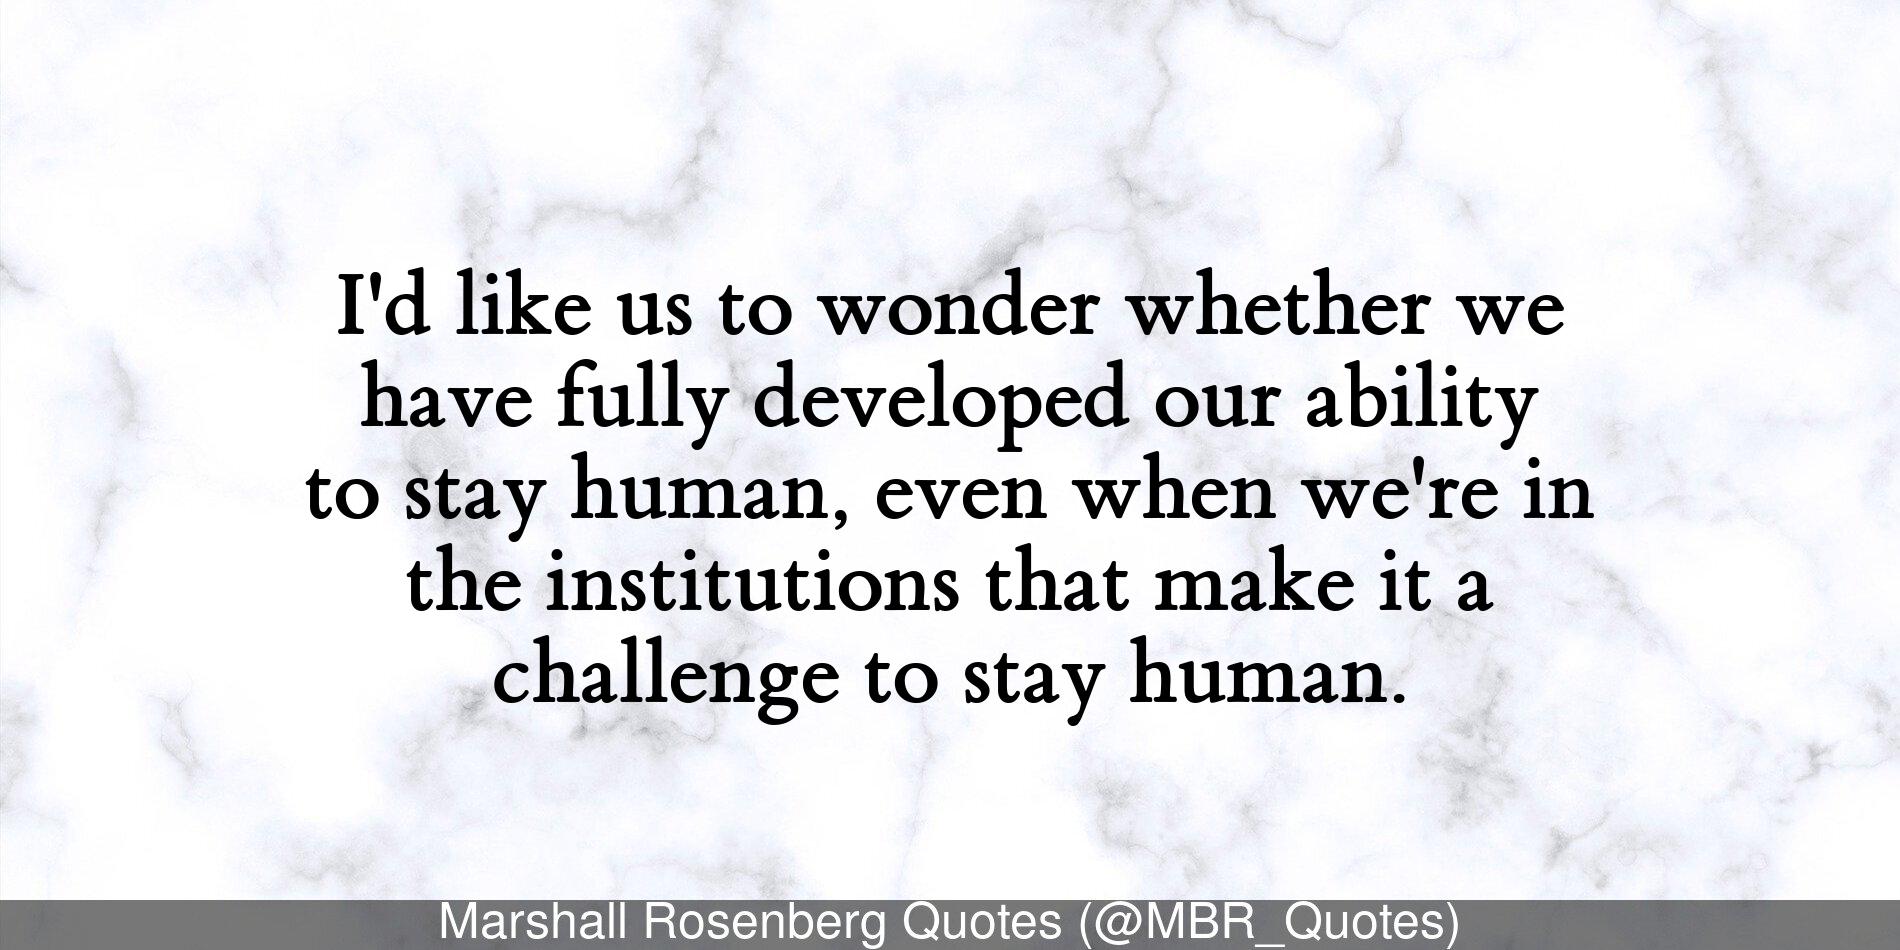 I'd like us to wonder whether we
have fully developed our ability
to stay human, even when we're in
the institutions that make it a
challenge to stay human.
Marshall Rosenberg Quotes (@MBR_Quotes)